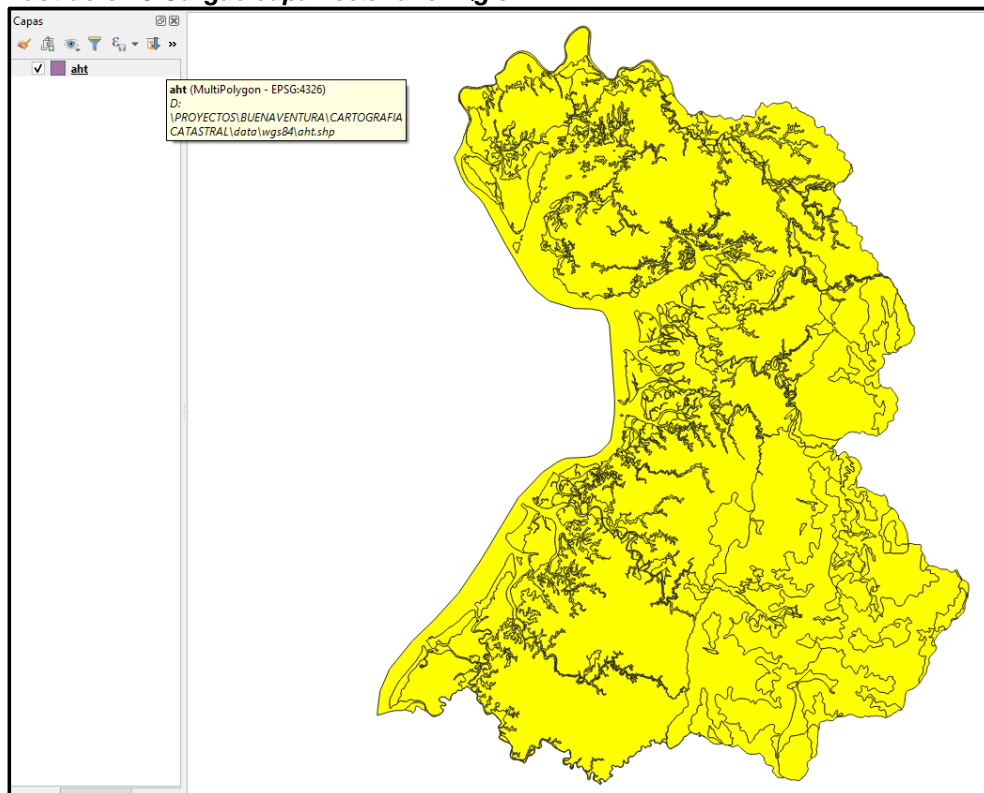 Capas
aht
aht (MultiPolygon - EPSG:4326)
D:
\PROYECTOS\BUENAVENTURA\CARTOGRAFIA
CATASTRAL\data\wgs84\aht.shp